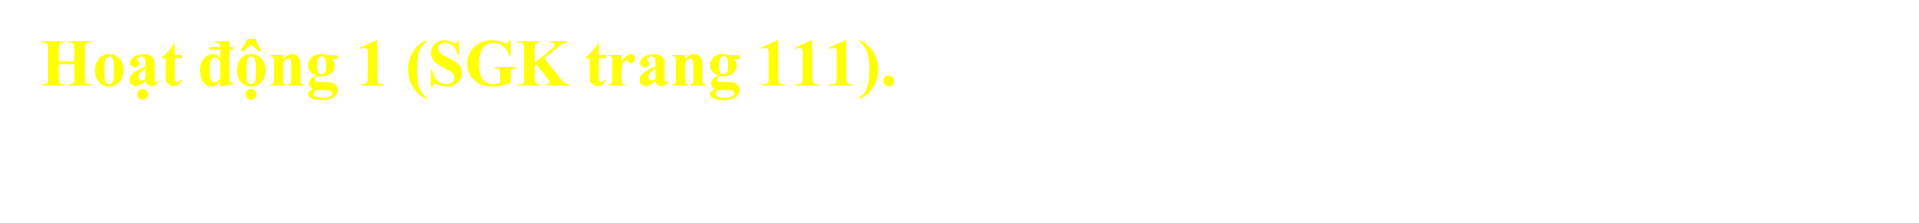 Hoạt động 1 (SGK trang 111).